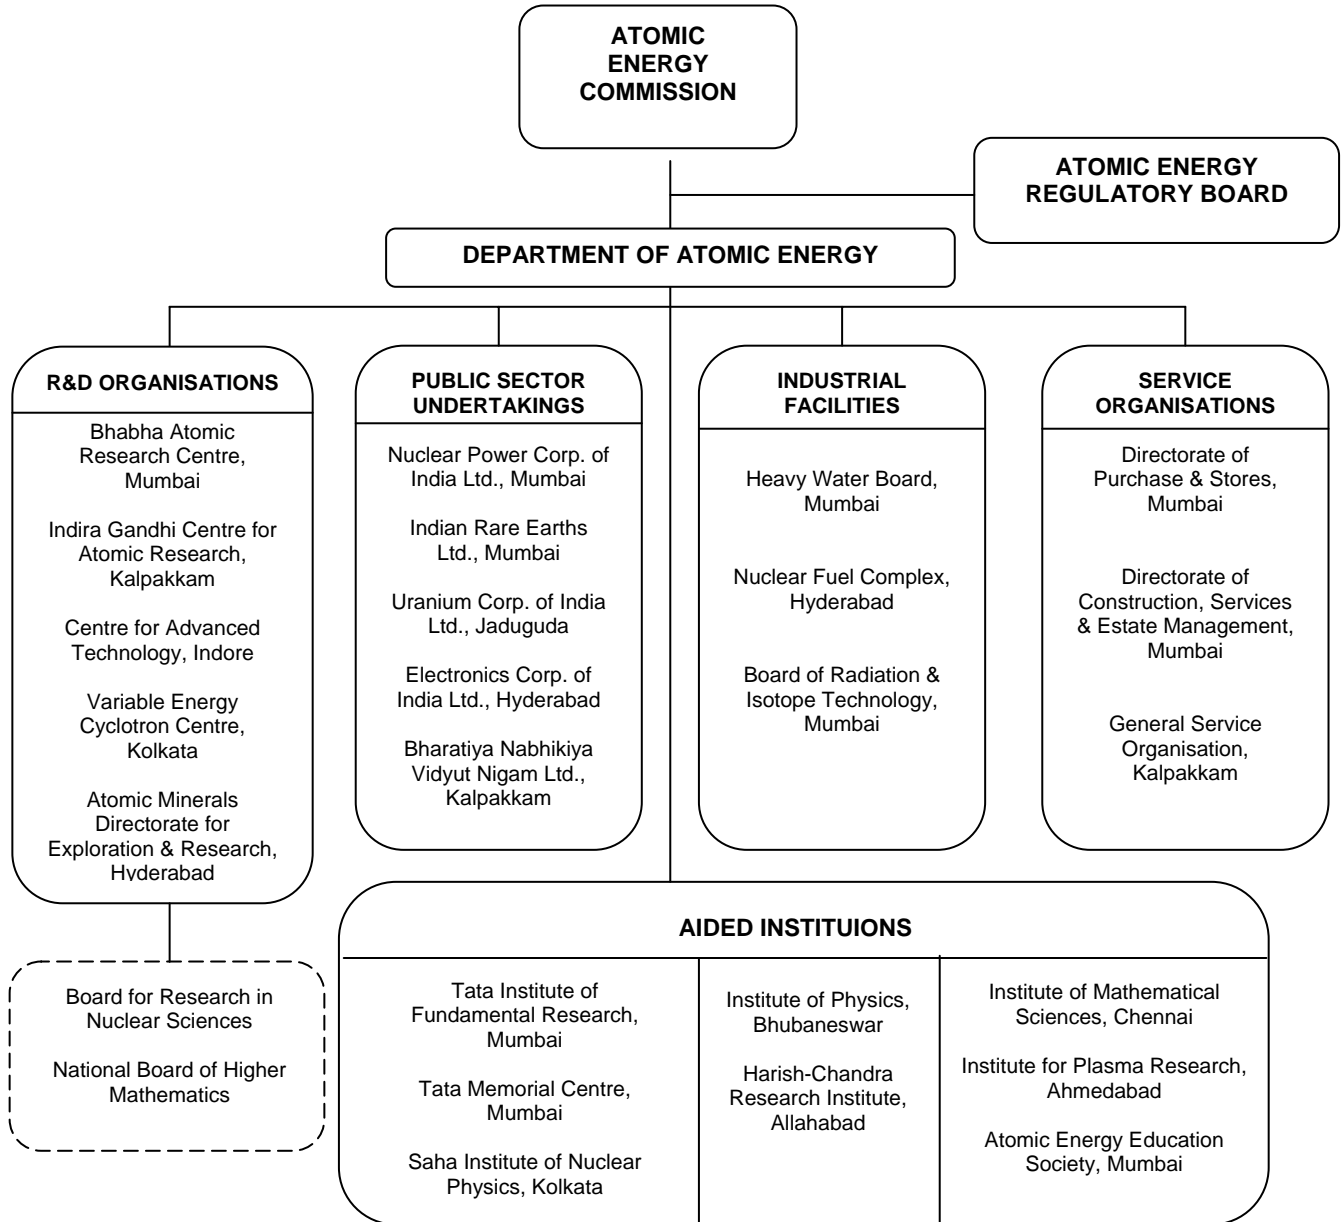 ATOMIC
ENERGY
COMMISSION
ATOMIC ENERGY
REGULATORY BOARD
DEPARTMENT OF ATOMIC ENERGY
R&D ORGANISATIONS
Bhabha Atomic
Research Centre,
Mumbai
Indira Gandhi Centre for
Atomic Research,
Kalpakkam
Centre for Advanced
Technology, Indore
Variable Energy
Cyclotron Centre,
Kolkata
Atomic Minerals
Directorate for
Exploration & Research,
Hyderabad
PUBLIC SECTOR
UNDERTAKINGS
Nuclear Power Corp. of
India Ltd., Mumbai
Indian Rare Earths
Ltd., Mumbai
Uranium Corp. of India
Ltd., Jaduguda
Electronics Corp. of
India Ltd., Hyderabad
Bharatiya Nabhikiya
Vidyut Nigam Ltd.,
Kalpakkam
INDUSTRIAL
FACILITIES
Heavy Water Board,
Mumbai
Nuclear Fuel Complex,
Hyderabad
Board of Radiation &
Isotope Technology,
Mumbai
SERVICE
ORGANISATIONS
Directorate of
Purchase & Stores,
Mumbai
Directorate of
Construction, Services
& Estate Management,
Mumbai
General Service
Organisation,
Kalpakkam
Board for Research in
Nuclear Sciences
National Board of Higher
Mathematics
AIDED INSTITUIONS
Tata Institute of
Fundamental Research,
Mumbai
Tata Memorial Centre,
Mumbai
Saha Institute of Nuclear
Physics, Kolkata
Institute of Physics,
Bhubaneswar
Harish-Chandra
Research Institute,
Allahabad
Institute of Mathematical
Sciences, Chennai
Institute for Plasma Research,
Ahmedabad
Atomic Energy Education
Society, Mumbai